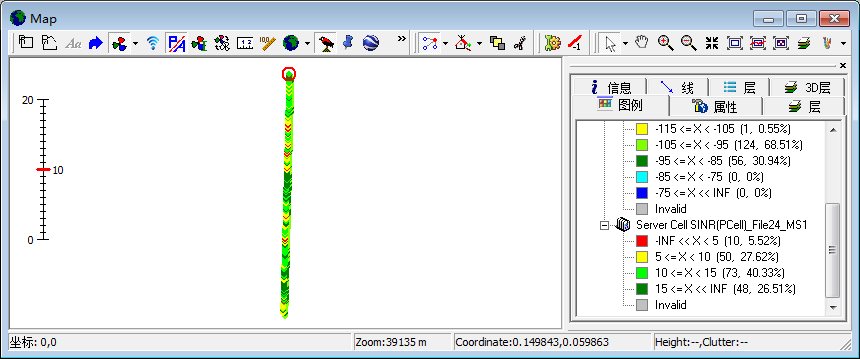 Map
Aa
1.2
-1
20
10
0
信息 线 层 3D层
图例 属性 层
-115 <= X < -105 (1, 0.55%)
-105 <= X < -95 (124, 68.51%)
-95 <= X < -85 (56, 30.94%)
-85 <= X < -75 (0, 0%)
-75 <= X << INF (0, 0%)
Invalid
Server Cell SINR(PCell)_File24_MS1
-INF << X < 5 (10, 5.52%)
5 <= X < 10 (50, 27.62%)
10 <= X < 15 (73, 40.33%)
15 <= X << INF (48, 26.51%)
Invalid
坐标: 0,0 Zoom:39135 m Coordinate:0.149843,0.059863 Height:--,Clutter:--